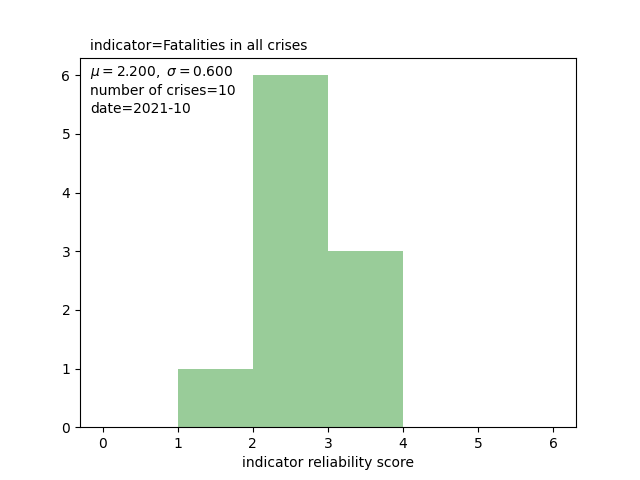 indicator=Fatalities in all crises
μ = 2.200, σ = 0.600
number of crises=10
date=2021-10
6
5
4
3
2
1
0
0 1 2 3 4 5 6
indicator reliability score